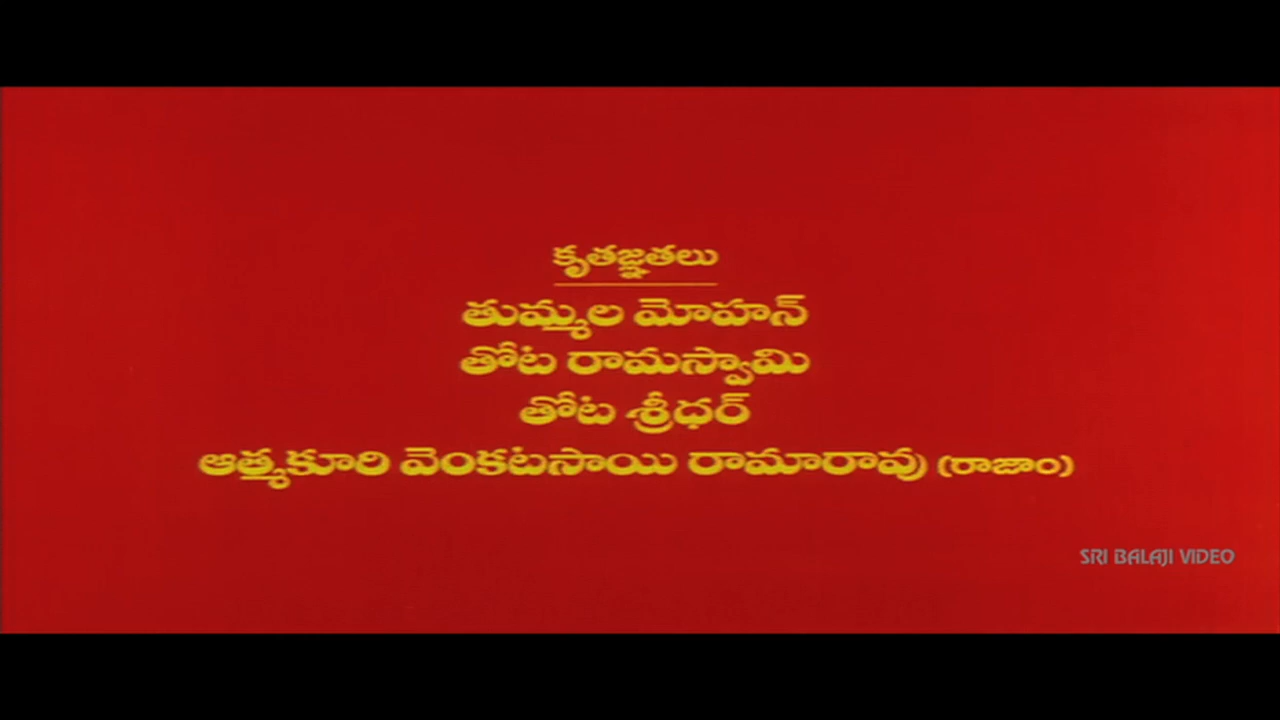 కృతజ్ఞతలు
తుమ్మల మోహన్
తోట రామస్వామి
తోట శ్రీధర్
ఆత్మకూరి వెంకటసాయి రామారావు (రాజాం)
SRI BALAJI VIDEO